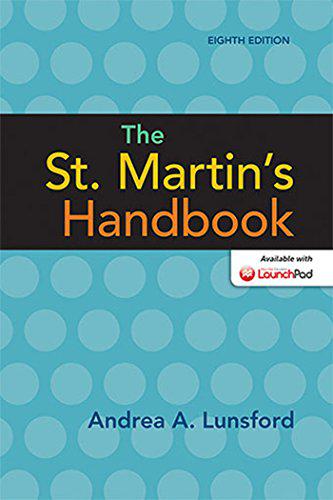 EIGHTH EDITION
The
St. Martin's
Handbook
Available with
LaunchPad
Andrea A. Lunsford